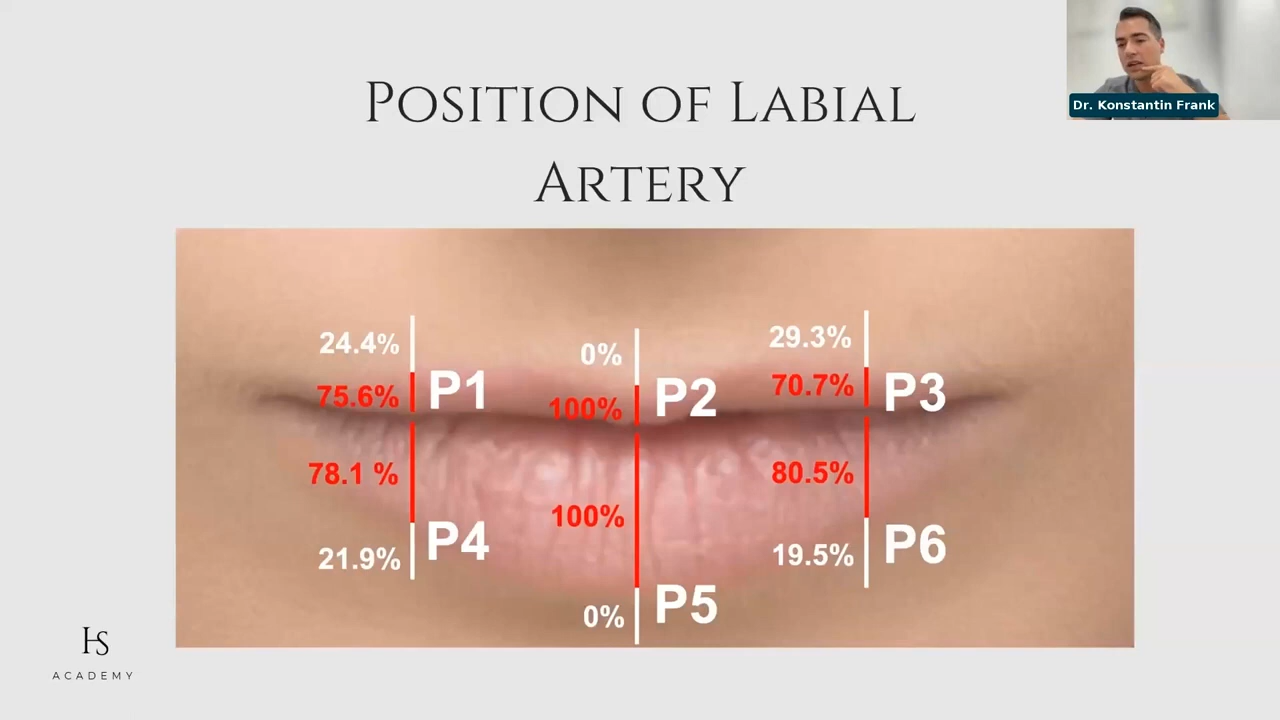 Dr. Konstantin Frank
POSITION OF LABIAL
ARTERY
24.4%
0%
29.3%
75.6%
P1
100%
P2
70.7%
P3
78.1 %
80.5%
100%
21.9%
P4
19.5%
P6
0%
P5
HS
ACADEMY